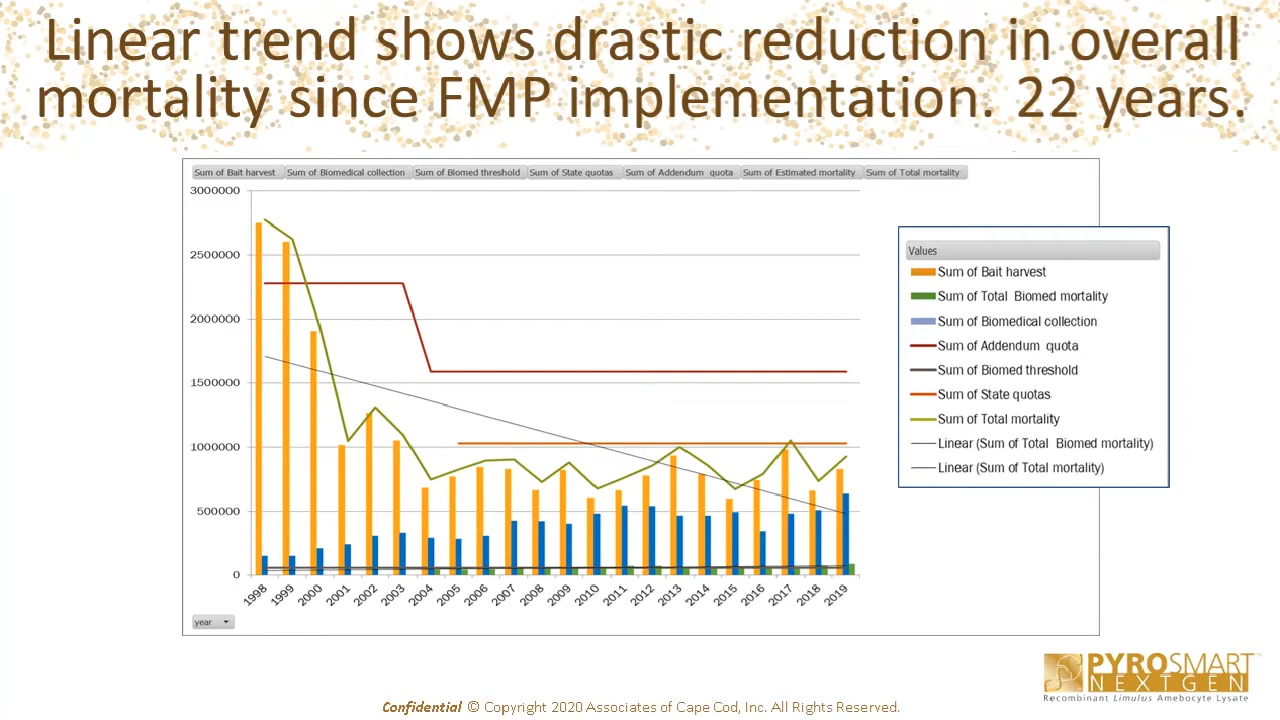 Linear trend shows drastic reduction in overall
mortality since FMP implementation. 22 years.
Sum of Bait harvest Sum of Biomedical collection Sum of Biomed threshold Sum of State quotas Sum of Addendum quota Sum of Estimated mortality Sum of Total mortality
3000000
2500000
2000000
1500000
1000000
500000
0
1998 1999 2000 2001 2002 2003 2004 2005 2006 2007 2008 2009 2010 2011 2012 2013 2014 2015 2016 2017 2018 2019
year
Values
Sum of Bait harvest
Sum of Total Biomed mortality
Sum of Biomedical collection
Sum of Addendum quota
Sum of Biomed threshold
Sum of State quotas
Sum of Total mortality
Linear (Sum of Total Biomed mortality)
Linear (Sum of Total mortality)
PYROSMART™
NEXTGEN
Recombinant Limulus Amebocyte Lysate
Confidential © Copyright 2020 Associates of Cape Cod, Inc. All Rights Reserved.